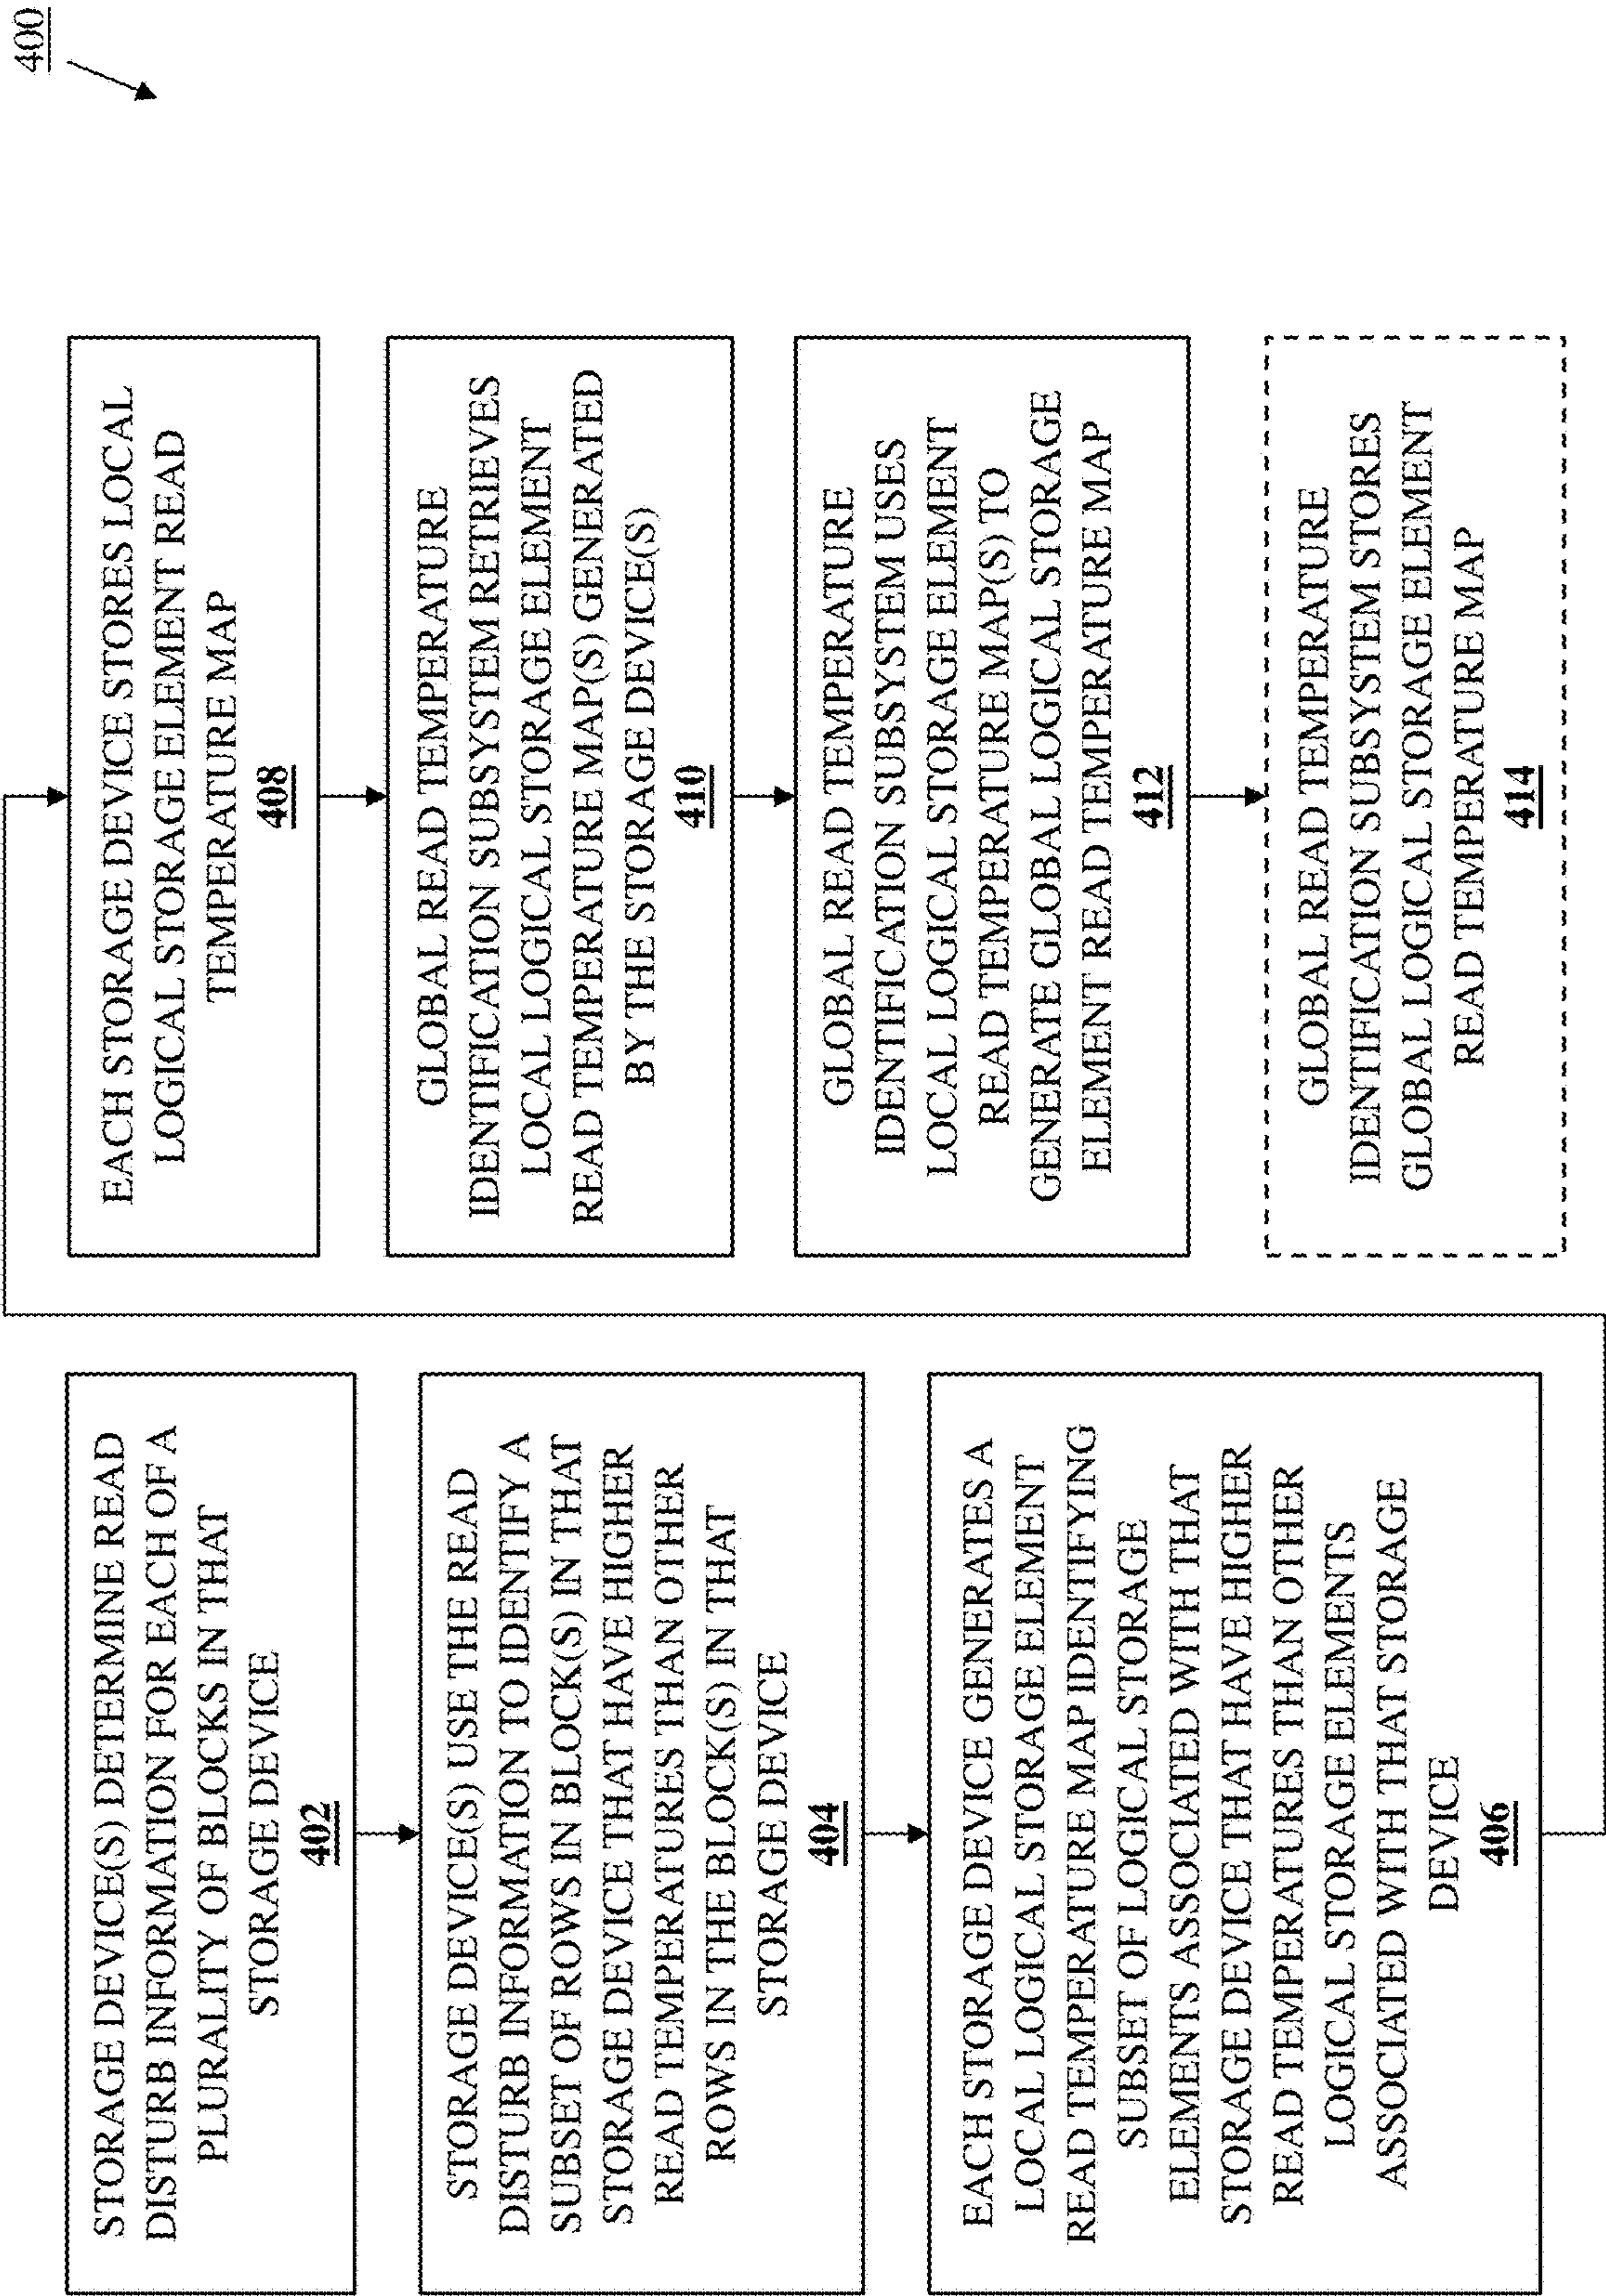 400
STORAGE DEVICE(S) DETERMINE READ
DISTURB INFORMATION FOR EACH OF A
PLURALITY OF BLOCKS IN THAT
STORAGE DEVICE
402
STORAGE DEVICE(S) USE THE READ
DISTURB INFORMATION TO IDENTIFY A
SUBSET OF ROWS IN BLOCK(S) IN THAT
STORAGE DEVICE THAT HAVE HIGHER
READ TEMPERATURES THAN OTHER
ROWS IN THE BLOCK(S) IN THAT
STORAGE DEVICE
404
EACH STORAGE DEVICE GENERATES A
LOCAL LOGICAL STORAGE ELEMENT
READ TEMPERATURE MAP IDENTIFYING
SUBSET OF LOGICAL STORAGE
ELEMENTS ASSOCIATED WITH THAT
STORAGE DEVICE THAT HAVE HIGHER
READ TEMPERATURES THAN OTHER
LOGICAL STORAGE ELEMENTS
ASSOCIATED WITH THAT STORAGE
DEVICE
406
EACH STORAGE DEVICE STORES LOCAL
LOGICAL STORAGE ELEMENT READ
TEMPERATURE MAP
408
GLOBAL READ TEMPERATURE
IDENTIFICATION SUBSYSTEM RETRIEVES
LOCAL LOGICAL STORAGE ELEMENT
READ TEMPERATURE MAP(S) GENERATED
BY THE STORAGE DEVICE(S)
410
GLOBAL READ TEMPERATURE
IDENTIFICATION SUBSYSTEM USES
LOCAL LOGICAL STORAGE ELEMENT
READ TEMPERATURE MAP(S) TO
GENERATE GLOBAL LOGICAL STORAGE
ELEMENT READ TEMPERATURE MAP
412
GLOBAL READ TEMPERATURE
IDENTIFICATION SUBSYSTEM STORES
GLOBAL LOGICAL STORAGE ELEMENT
READ TEMPERATURE MAP
414